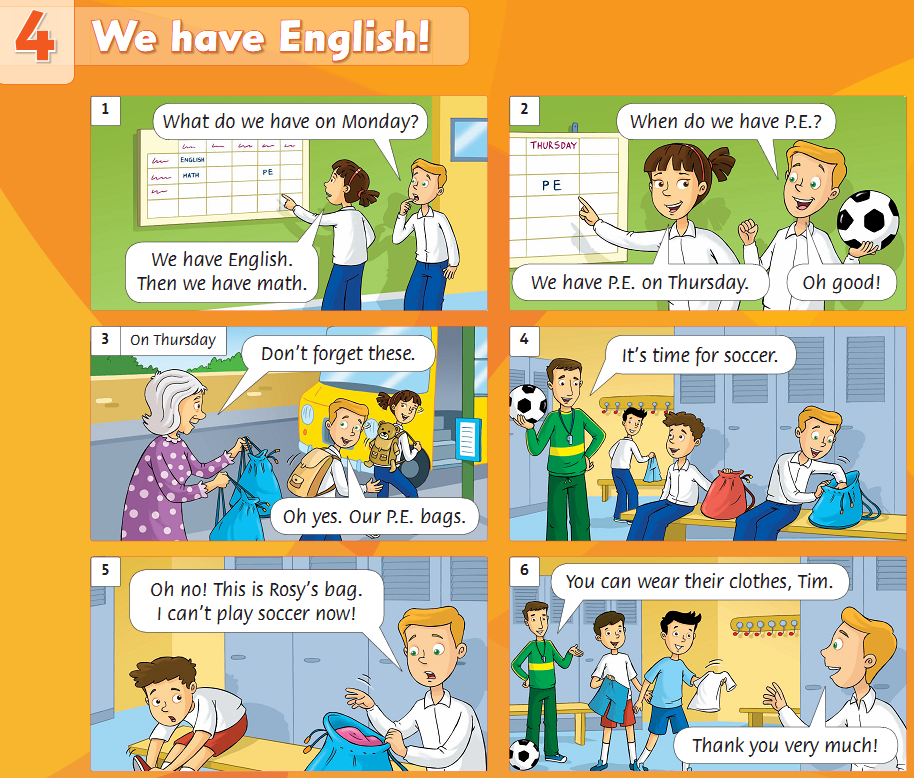 4
We have English!
1
What do we have on Monday?
ENGLISH
MATH
PE
We have English.
Then we have math.
2
When do we have P.E.?
THURSDAY
PE
We have P.E. on Thursday.
Oh good!
3
On Thursday
Don't forget these.
Oh yes. Our P.E. bags.
4
It's time for soccer.
5
Oh no! This is Rosy's bag.
I can't play soccer now!
6
You can wear their clothes, Tim.
Thank you very much!